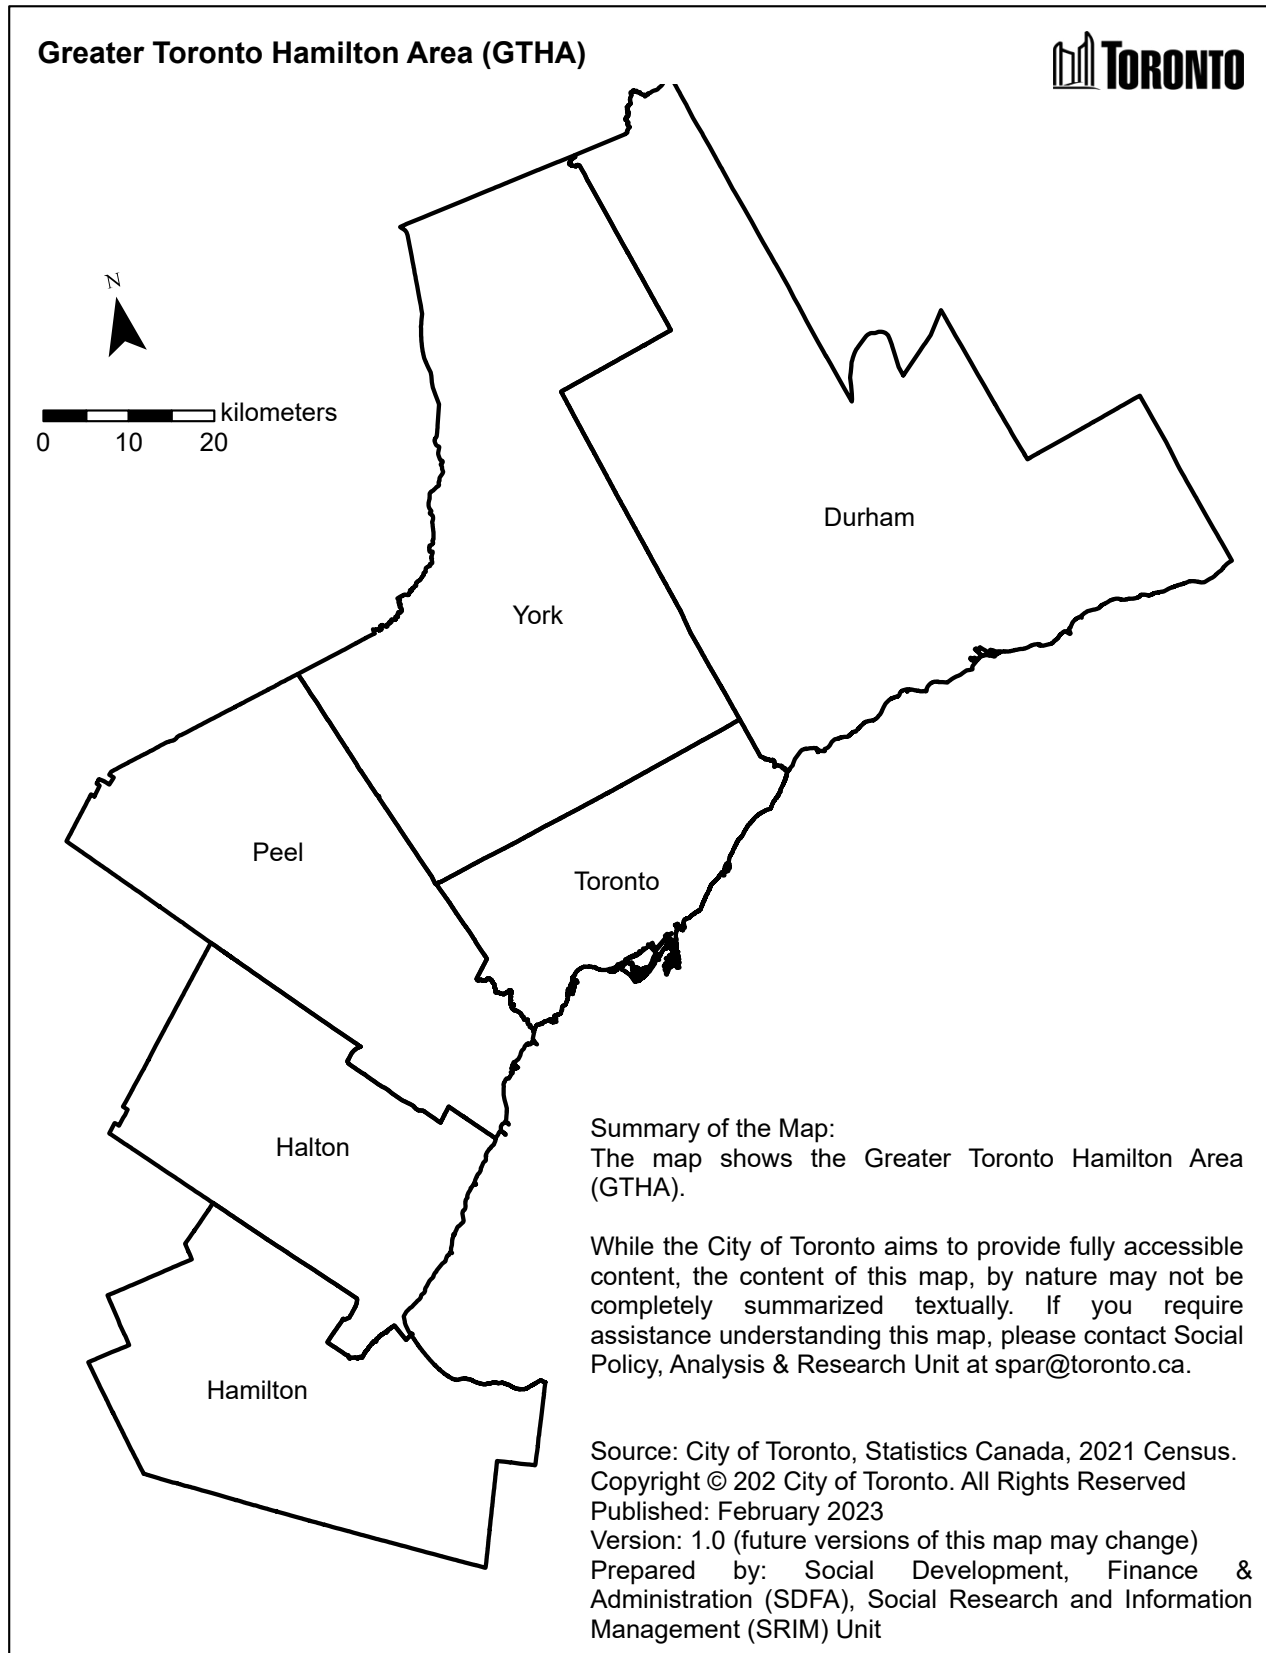 Greater Toronto Hamilton Area (GTHA)
TORONTO
N
kilometers
0 10 20
Durham
York
Peel
Toronto
Halton
Hamilton
Summary of the Map:
The map shows the Greater Toronto Hamilton Area
(GTHA).
While the City of Toronto aims to provide fully accessible
content, the content of this map, by nature may not be
completely summarized textually. If you require
assistance understanding this map, please contact Social
Policy, Analysis & Research Unit at spar@toronto.ca.
Source: City of Toronto, Statistics Canada, 2021 Census.
Copyright © 202 City of Toronto. All Rights Reserved
Published: February 2023
Version: 1.0 (future versions of this map may change)
Prepared by: Social Development, Finance &
Administration (SDFA), Social Research and Information
Management (SRIM) Unit